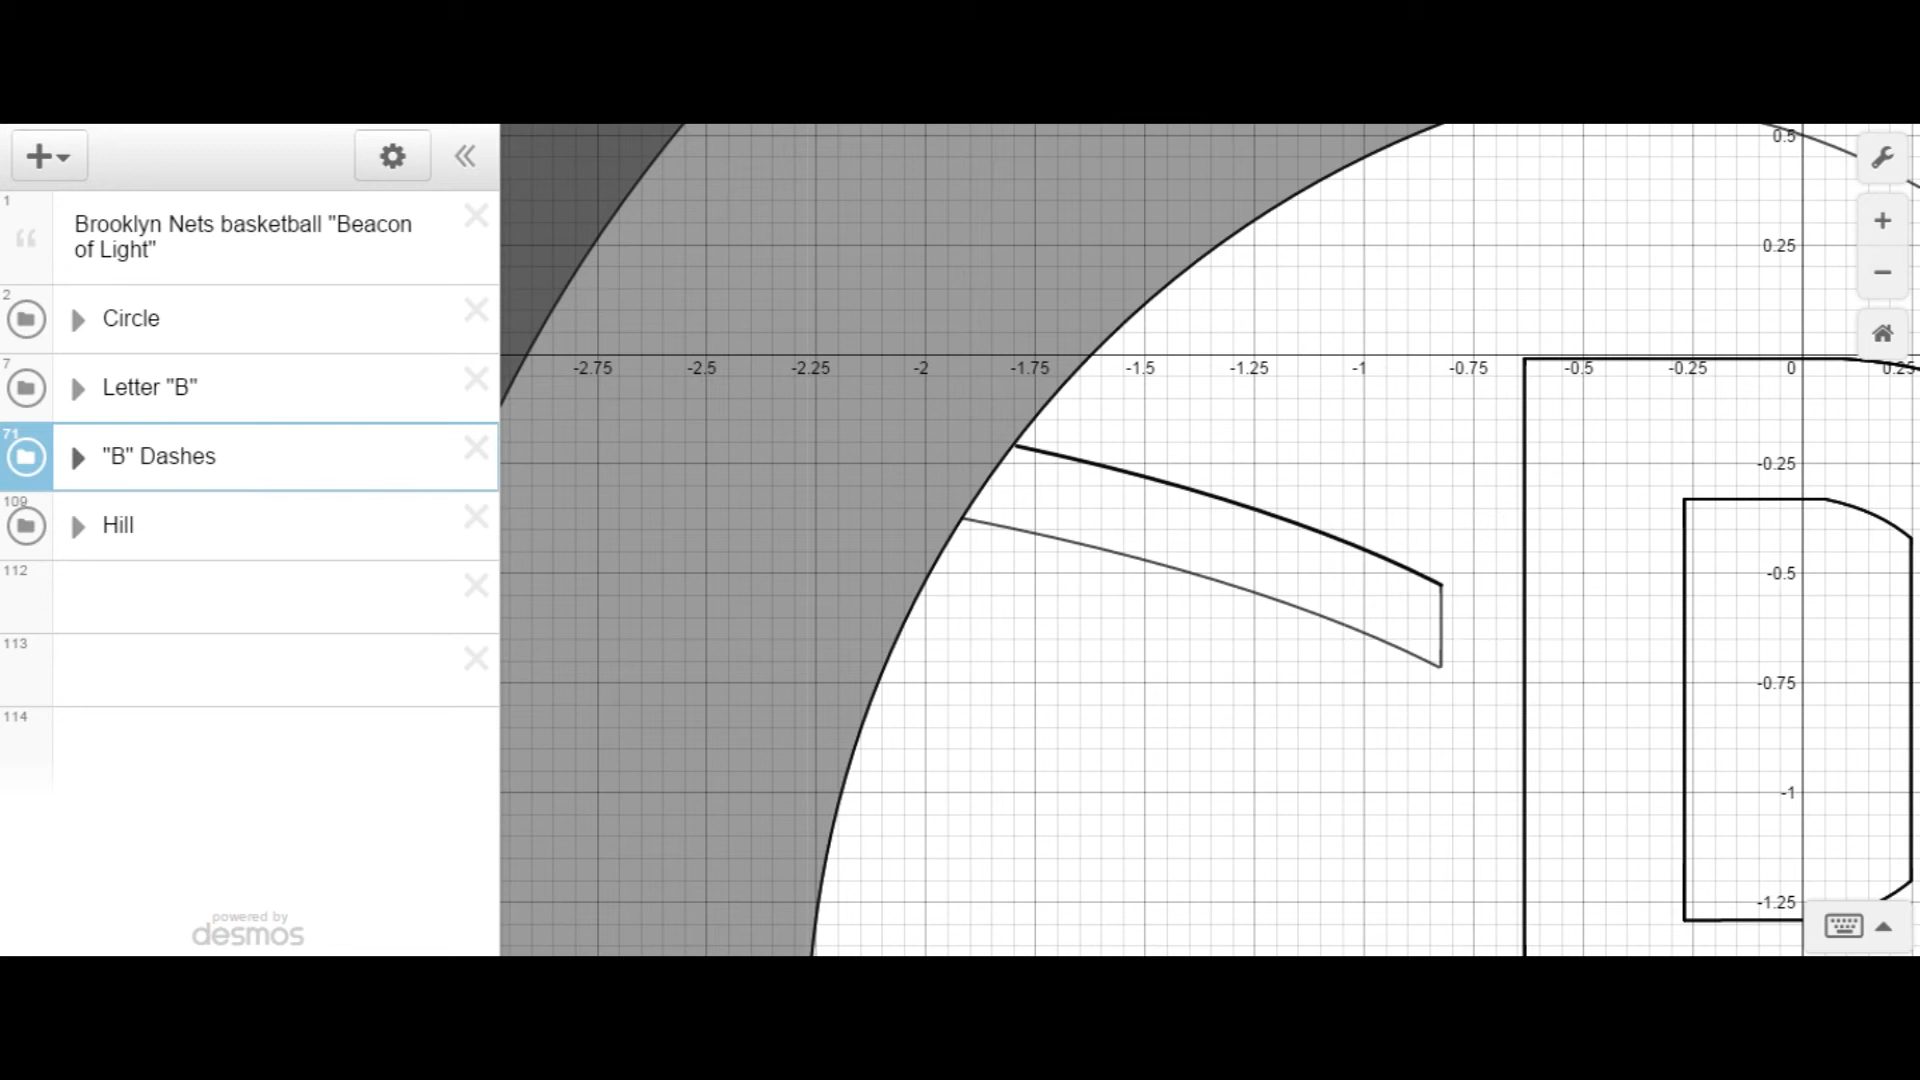 1
Brooklyn Nets basketball "Beacon
of Light"
2
Circle
7
Letter "B"
71
"B" Dashes
109
Hill
112
113
114
powered by
desmos
0.5
0.25
-2.75 -2.5 -2.25 -2 -1.75 -1.5 -1.25 -1 -0.75 -0.5 -0.25 0 0.25
-0.25
-0.5
-0.75
-1
-1.25